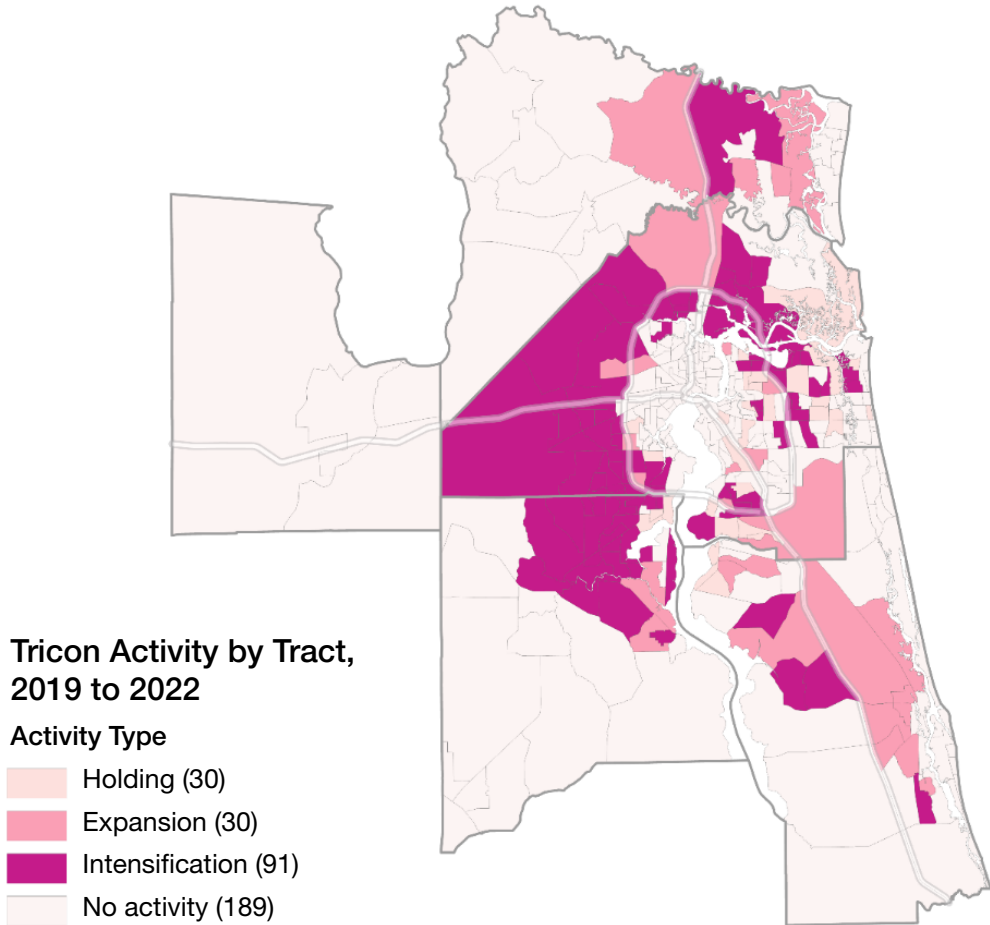 Tricon Activity by Tract,
2019 to 2022
Activity Type
Holding (30)
Expansion (30)
Intensification (91)
No activity (189)